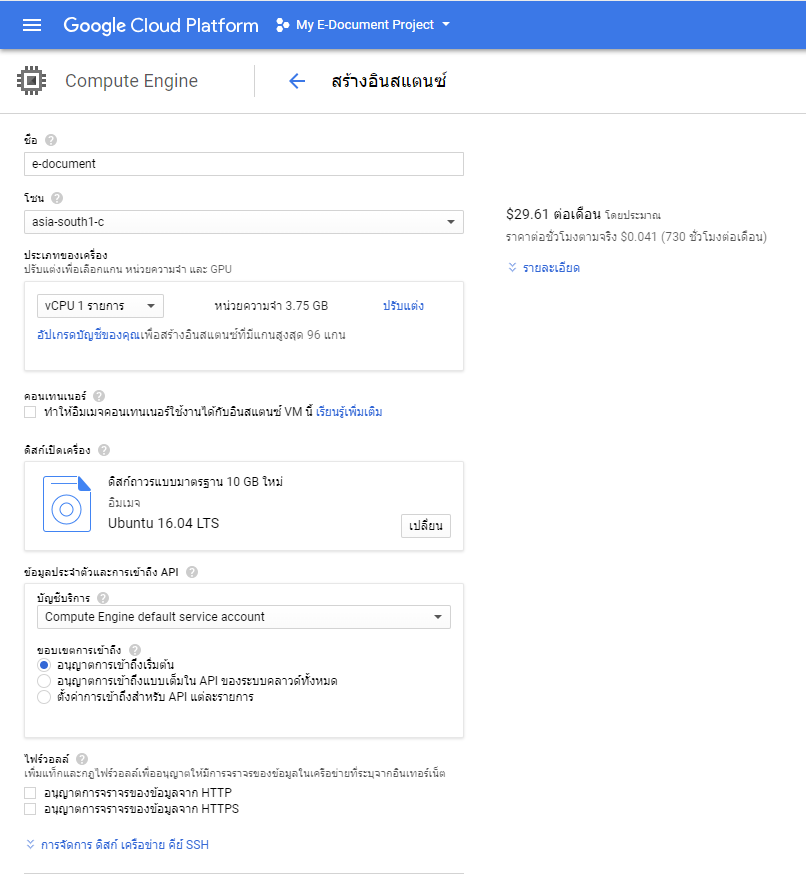 Google Cloud Platform My E-Document Project
Compute Engine สร้างอินสแตนซ์
ชื่อ
e-document
โซน
asia-south1-c
$29.61 ต่อเดือน โดยประมาณ
ราคาต่อชั่วโมงตามจริง $0.041 (730 ชั่วโมงต่อเดือน)
รายละเอียด
ประเภทของเครื่อง
ปรับแต่งเพื่อเลือกแกน หน่วยความจำ และ GPU
vCPU 1 รายการ หน่วยความจำ 3.75 GB ปรับแต่ง
อัปเกรดบัญชีของคุณเพื่อสร้างอินสแตนซ์ที่มีแกนสูงสุด 96 แกน
คอนเทนเนอร์
ทำให้อิมเมจคอนเทนเนอร์ใช้งานได้กับอินสแตนซ์ VM นี้ เรียนรู้เพิ่มเติม
ดิสก์เปิดเครื่อง
ดิสก์ถาวรแบบมาตรฐาน 10 GB ใหม่
อิมเมจ
Ubuntu 16.04 LTS
เปลี่ยน
ข้อมูลประจำตัวและการเข้าถึง API
บัญชีบริการ
Compute Engine default service account
ขอบเขตการเข้าถึง
อนุญาตการเข้าถึงเริ่มต้น
อนุญาตการเข้าถึงแบบเต็มใน API ของระบบคลาวด์ทั้งหมด
ตั้งค่าการเข้าถึงสำหรับ API แต่ละรายการ
ไฟร์วอลล์
เพิ่มแท็กและกฎไฟร์วอลล์เพื่ออนุญาตให้มีการจราจรของข้อมูลในเครือข่ายที่ระบุจากอินเทอร์เน็ต
อนุญาตการจราจรของข้อมูลจาก HTTP
อนุญาตการจราจรของข้อมูลจาก HTTPS
การจัดการ ดิสก์ เครือข่าย คีย์ SSH